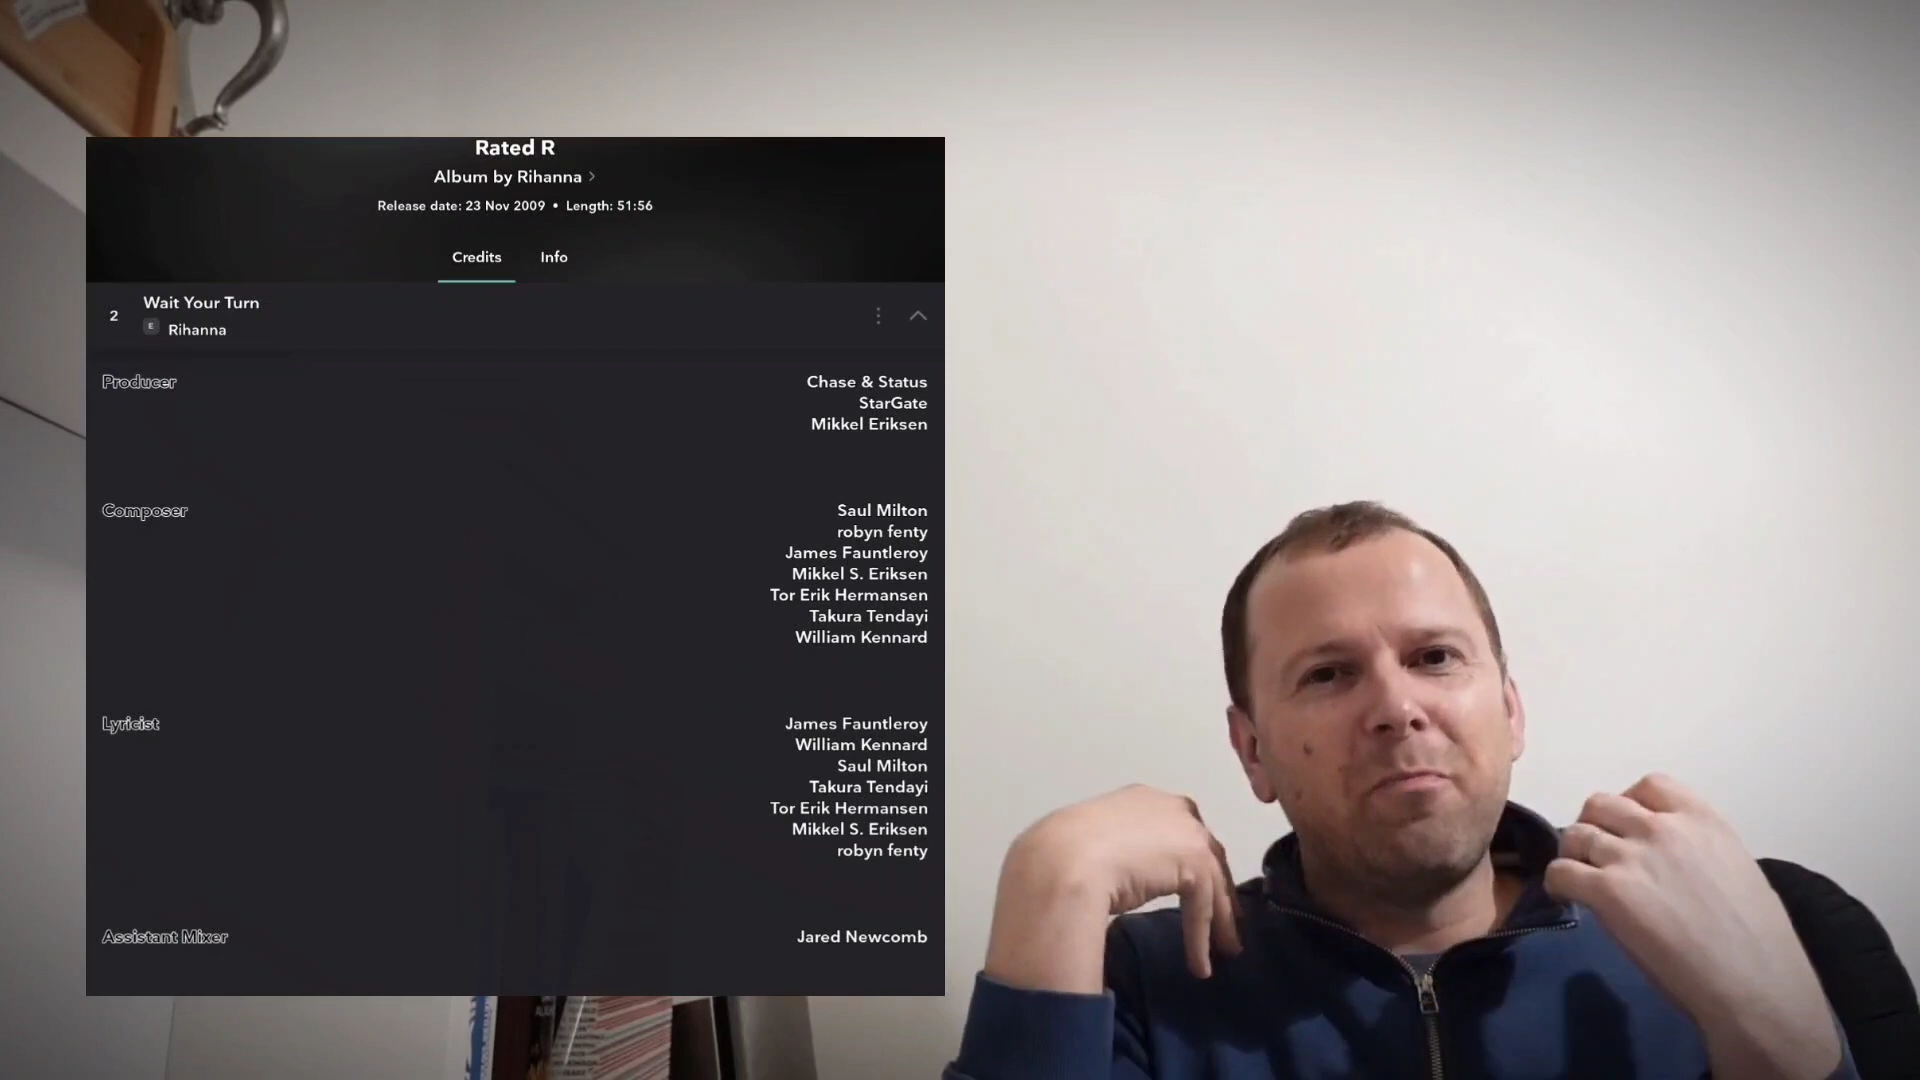 Rated R
Album by Rihanna >
Release date: 23 Nov 2009 • Length: 51:56
Credits Info
2 Wait Your Turn
E Rihanna
Producer Chase & Status
StarGate
Mikkel Eriksen
Composer Saul Milton
robyn fenty
James Fauntleroy
Mikkel S. Eriksen
Tor Erik Hermansen
Takura Tendayi
William Kennard
Lyricist James Fauntleroy
William Kennard
Saul Milton
Takura Tendayi
Tor Erik Hermansen
Mikkel S. Eriksen
robyn fenty
Assistant Mixer Jared Newcomb